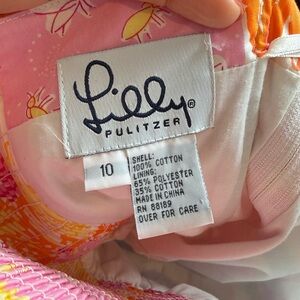 Lilly®
PULITZER
10
SHELL:
100% COTTON
LINING:
65% POLYESTER
35% COTTON
MADE IN CHINA
RN 88189
OVER FOR CARE